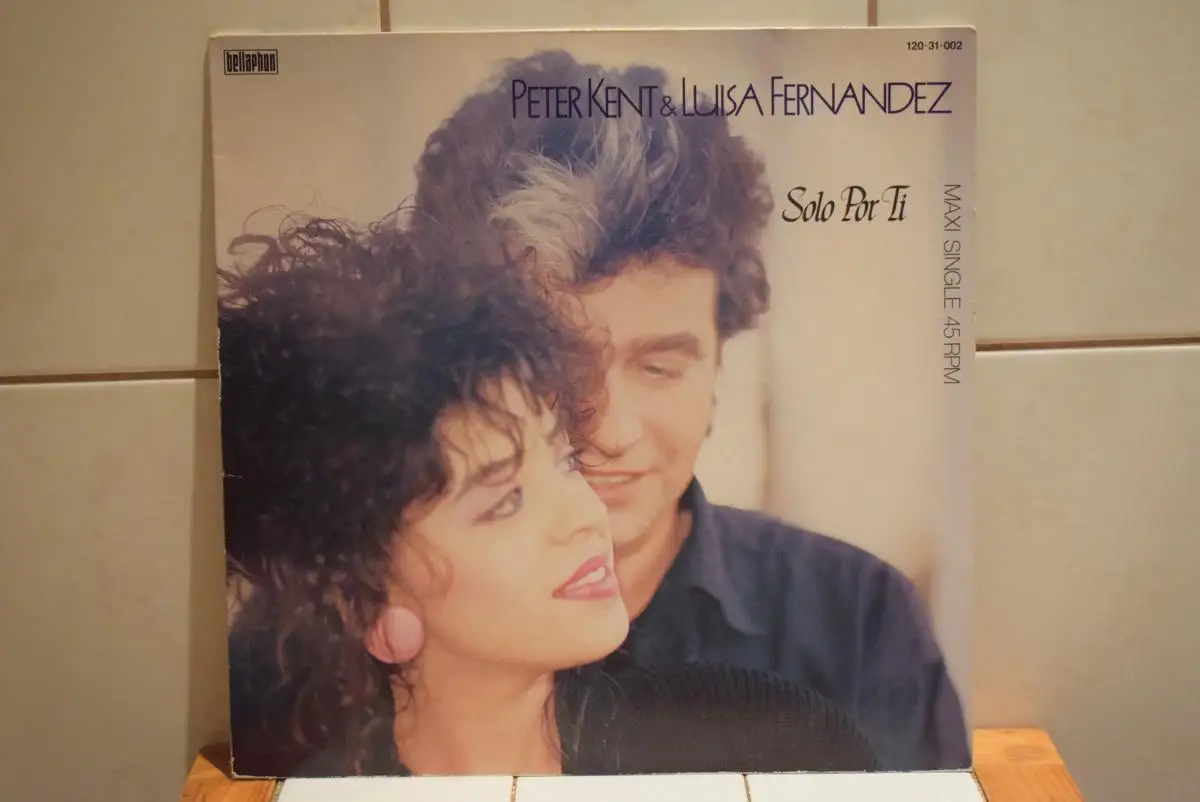 bellaphon
120-31-002
PETER KENT & LUISA FERNANDEZ
Solo Por Ti
MAXI SINGLE 45 RPM